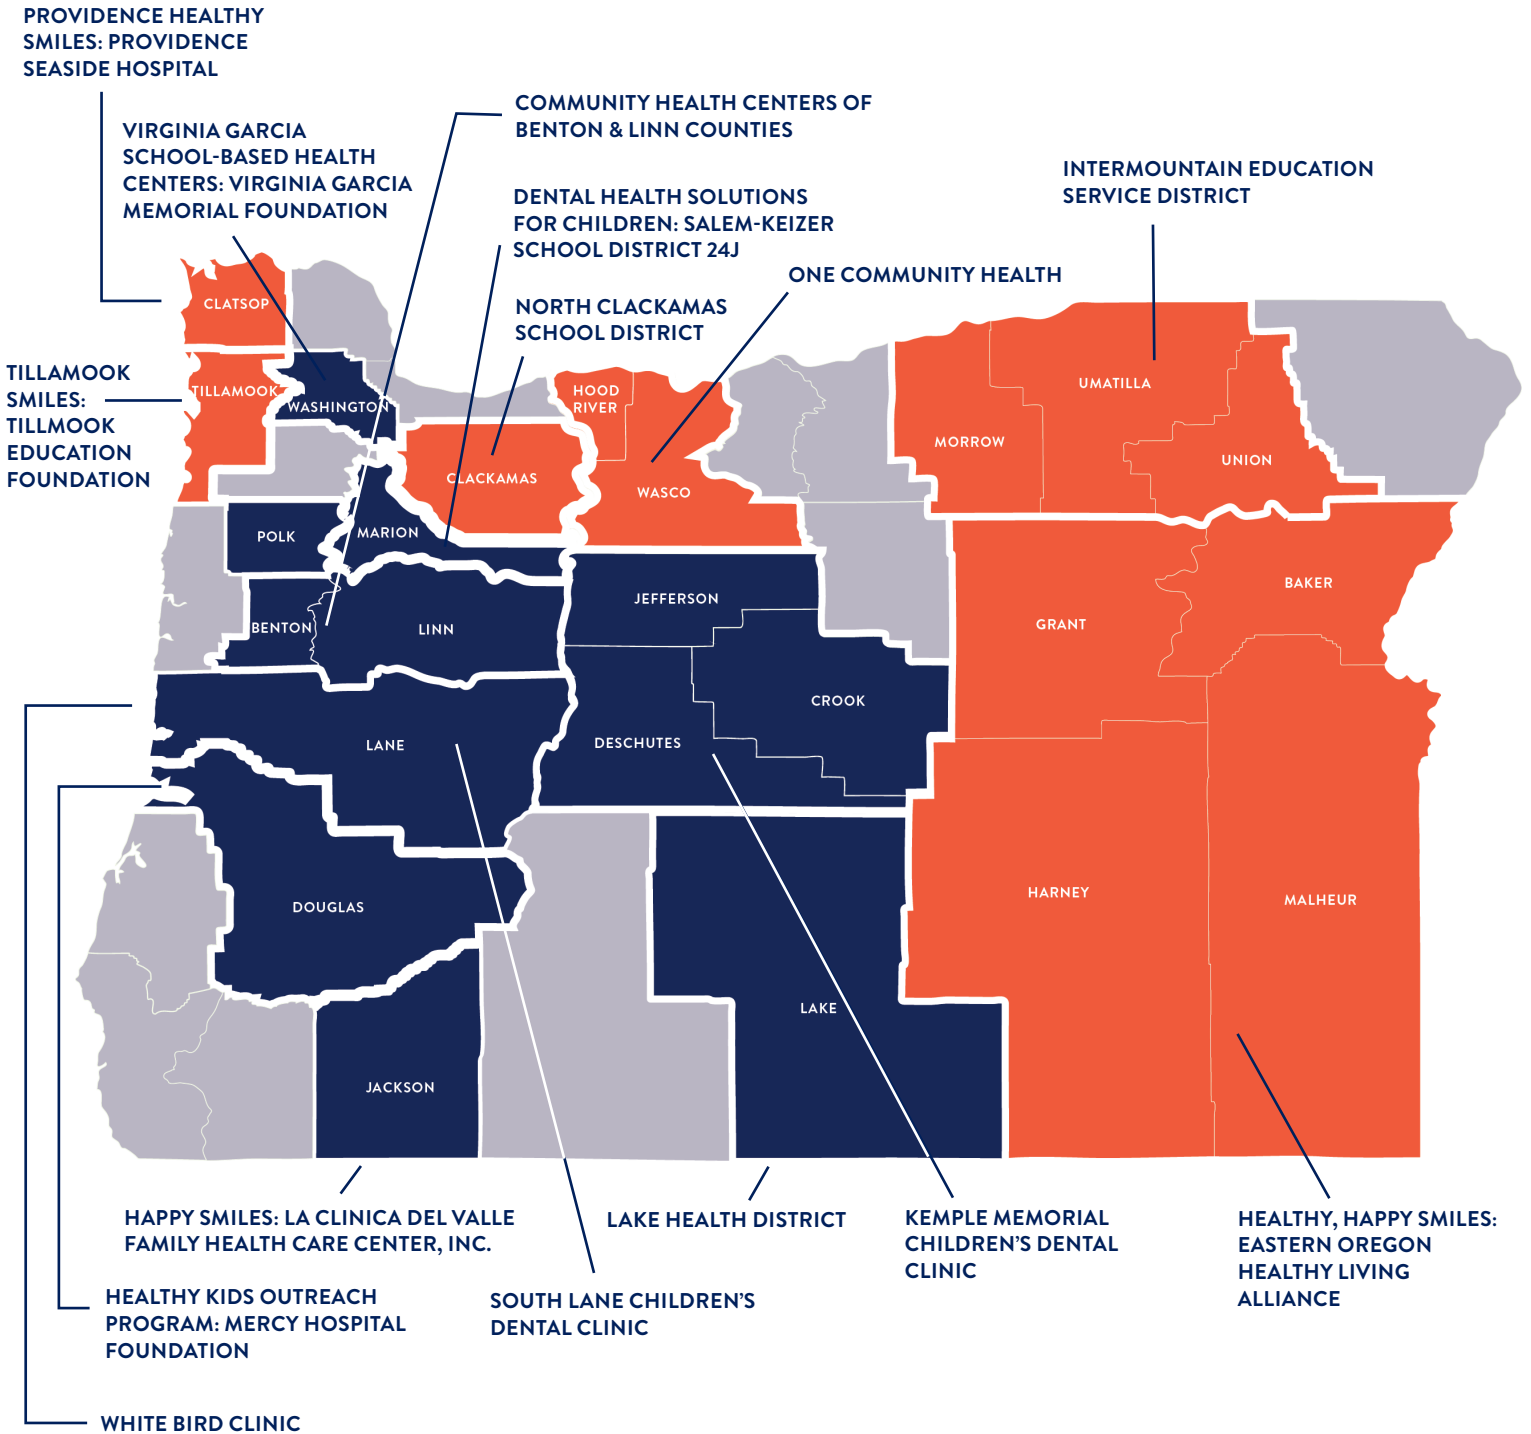 PROVIDENCE HEALTHY
SMILES: PROVIDENCE
SEASIDE HOSPITAL
COMMUNITY HEALTH CENTERS OF
BENTON & LINN COUNTIES
VIRGINIA GARCIA
SCHOOL-BASED HEALTH
CENTERS: VIRGINIA GARCIA
MEMORIAL FOUNDATION
INTERMOUNTAIN EDUCATION
SERVICE DISTRICT
DENTAL HEALTH SOLUTIONS
FOR CHILDREN: SALEM-KEIZER
SCHOOL DISTRICT 24J
ONE COMMUNITY HEALTH
NORTH CLACKAMAS
SCHOOL DISTRICT
TILLAMOOK
SMILES:
TILLMOOK
EDUCATION
FOUNDATION
CLATSOP
TILLAMOOK
WASHINGTON
HOOD
RIVER
UMATILLA
MORROW
UNION
CLACKAMAS
WASCO
POLK
MARION
BAKER
JEFFERSON
GRANT
BENTON
LINN
CROOK
LANE
DESCHUTES
HARNEY
MALHEUR
DOUGLAS
LAKE
JACKSON
HAPPY SMILES: LA CLINICA DEL VALLE
FAMILY HEALTH CARE CENTER, INC.
LAKE HEALTH DISTRICT
KEMPLE MEMORIAL
CHILDREN'S DENTAL
CLINIC
HEALTHY, HAPPY SMILES:
EASTERN OREGON
HEALTHY LIVING
ALLIANCE
HEALTHY KIDS OUTREACH
PROGRAM: MERCY HOSPITAL
FOUNDATION
SOUTH LANE CHILDREN'S
DENTAL CLINIC
WHITE BIRD CLINIC